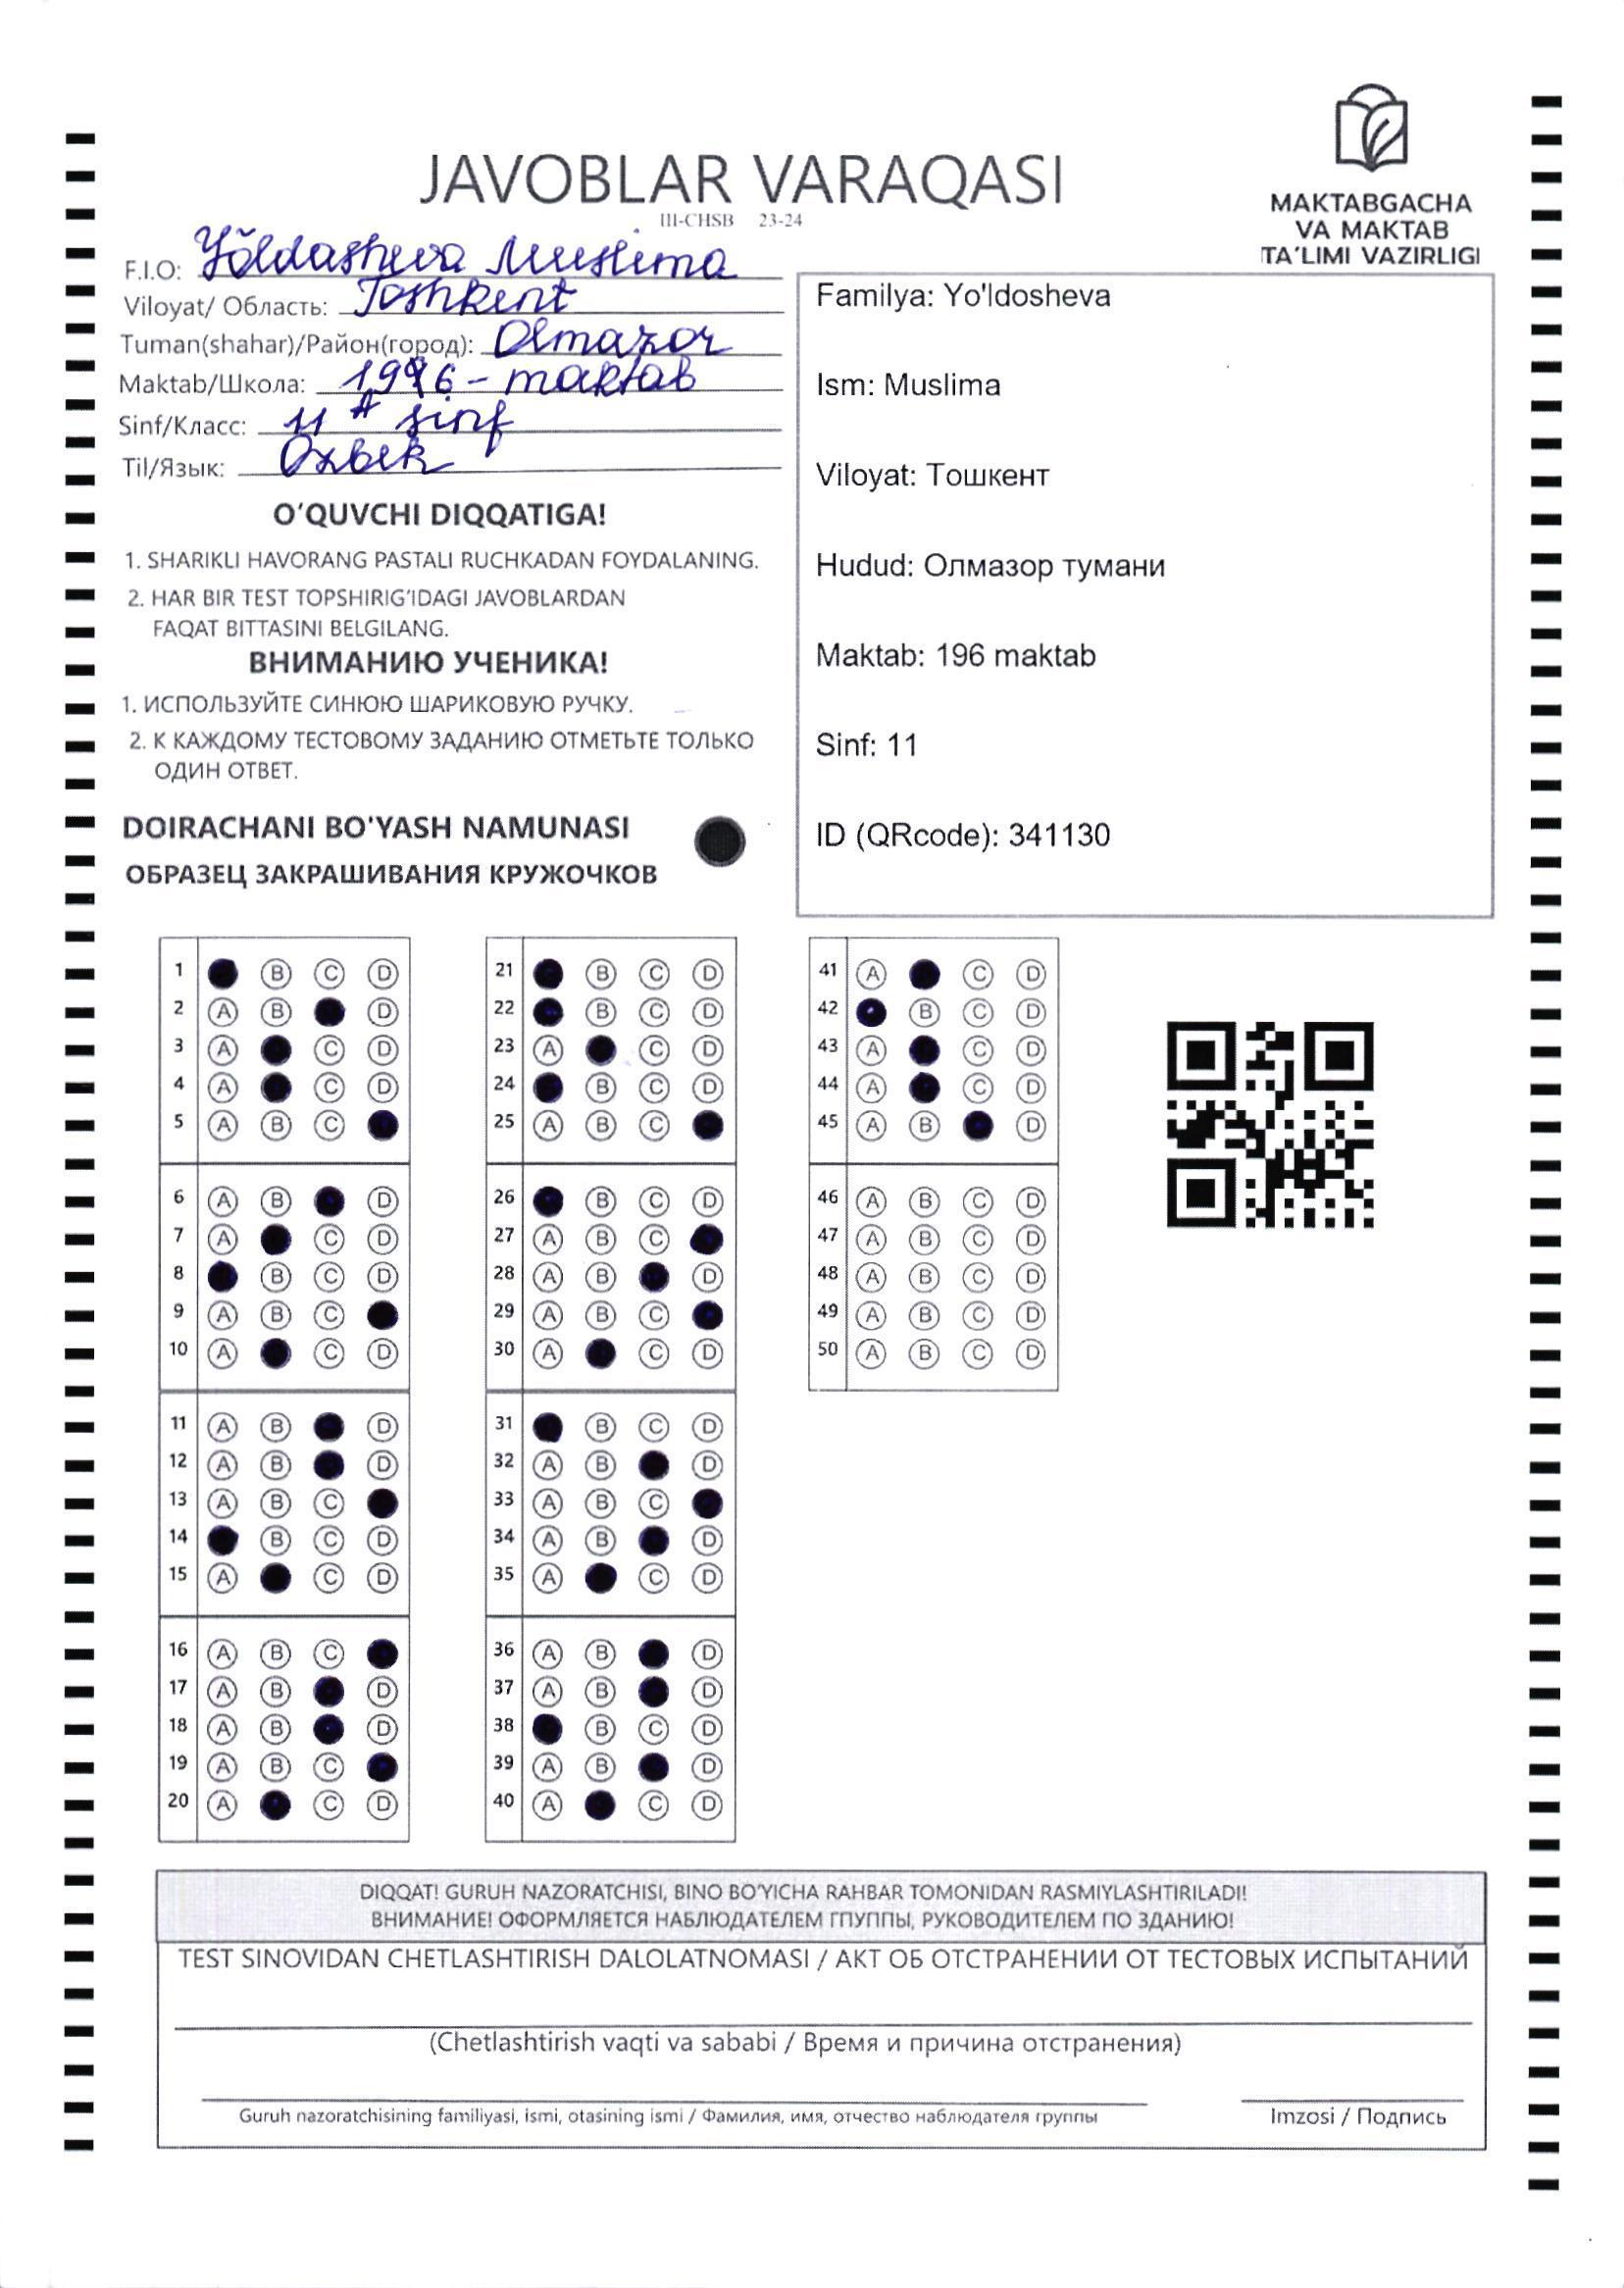 JAVOBLAR VARAQASI
III-CHSB 23-24
MAKTABGACHA
VA MAKTAB
TA'LIMI VAZIRLIGI
F.I.O: Yŏldasheva Muslima
Viloyat/ Область: Toshkent
Tuman(shahar)/Район(город): Olmazor
Maktab/Школа: 196 - maktab
Sinf/Класс: 11 A sinf
Til/Язык: Ozbek
O'QUVCHI DIQQATIGA!
1. SHARIKLI HAVORANG PASTALI RUCHKADAN FOYDALANING.
2. HAR BIR TEST TOPSHIRIG'IDAGI JAVOBLARDAN
FAQAT BITTASINI BELGILANG.
ВНИМАНИЮ УЧЕНИКА!
1. ИСПОЛЬЗУЙТЕ СИНЮЮ ШАРИКОВУЮ РУЧКУ.
2. К КАЖДОМУ ТЕСТОВОМУ ЗАДАНИЮ ОТМЕТЬТЕ ТОЛЬКО
ОДИН ОТВЕТ.
DOIRACHANI BO'YASH NAMUNASI
ОБРАЗЕЦ ЗАКРАШИВАНИЯ КРУЖОЧКОВ
Familya: Yo'ldosheva
Ism: Muslima
Viloyat: Тошкент
Hudud: Олмазор тумани
Maktab: 196 maktab
Sinf: 11
ID (QRcode): 341130
1 B C D
2 A B D
3 A C D
4 A C D
5 A B C
6 A B D
7 A C D
8 B C D
9 A B C
10 A C D
11 A B D
12 A B D
13 A B C
14 B C D
15 A C D
16 A B C
17 A B D
18 A B D
19 A B C
20 A C D
21 B C D
22 B C D
23 A C D
24 B C D
25 A B C
26 B C D
27 A B C
28 A B D
29 A B C
30 A C D
31 B C D
32 A B D
33 A B C
34 A B D
35 A C D
36 A B D
37 A B D
38 B C D
39 A B D
40 A C D
41 A C D
42 B C D
43 A C D
44 A C D
45 A B D
46 A B C D
47 A B C D
48 A B C D
49 A B C D
50 A B C D
DIQQAT! GURUH NAZORATCHISI, BINO BO'YICHA RAHBAR TOMONIDAN RASMIYLASHTIRILADI!
ВНИМАНИЕ! ОФОРМЛЯЕТСЯ НАБЛЮДАТЕЛЕМ ГПУППЫ, РУКОВОДИТЕЛЕМ ПО ЗДАНИЮ!
TEST SINOVIDAN CHETLASHTIRISH DALOLATNOMASI / АКТ ОБ ОТСТРАНЕНИИ ОТ ТЕСТОВЫХ ИСПЫТАНИЙ
(Chetlashtirish vaqti va sababi / Время и причина отстранения)
Guruh nazoratchisining familiyasi, ismi, otasining ismi / Фамилия, имя, отчество наблюдателя группы
Imzosi / Подпись